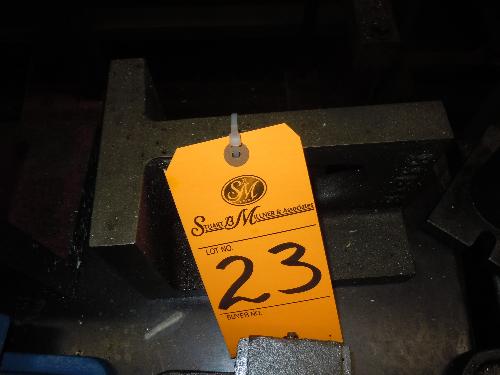 SM
STUART B. MILLNER & Associates
LOT NO.
23
BUYER NO.